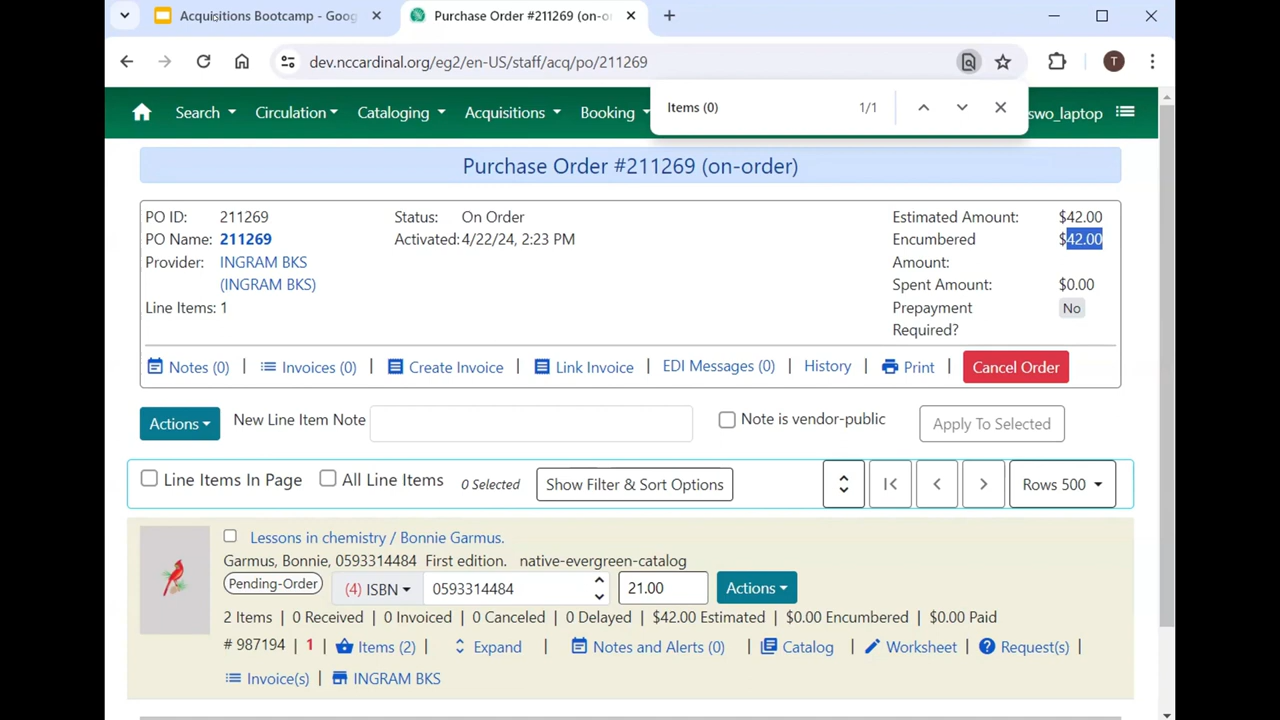 Acquisitions Bootcamp - Goog
Purchase Order #211269 (on-o
dev.nccardinal.org/eg2/en-US/staff/acq/po/211269
T
Items (0) 1/1
Search Circulation Cataloging Acquisitions Booking swo_laptop
Purchase Order #211269 (on-order)
PO ID: 211269 Status: On Order Estimated Amount: $42.00
PO Name: 211269 Activated: 4/22/24, 2:23 PM Encumbered $42.00
Provider: INGRAM BKS Amount:
(INGRAM BKS) Spent Amount: $0.00
Line Items: 1 Prepayment No
Required?
Notes (0) | Invoices (0) | Create Invoice | Link Invoice | EDI Messages (0) | History | Print | Cancel Order
Actions New Line Item Note Note is vendor-public Apply To Selected
Line Items In Page All Line Items 0 Selected Show Filter & Sort Options Rows 500
Lessons in chemistry / Bonnie Garmus.
Garmus, Bonnie, 0593314484 First edition. native-evergreen-catalog
Pending-Order (4) ISBN 0593314484 21.00 Actions
2 Items | 0 Received | 0 Invoiced | 0 Canceled | 0 Delayed | $42.00 Estimated | $0.00 Encumbered | $0.00 Paid
# 987194 | 1 | Items (2) | Expand | Notes and Alerts (0) | Catalog | Worksheet | Request(s) |
Invoice(s) | INGRAM BKS